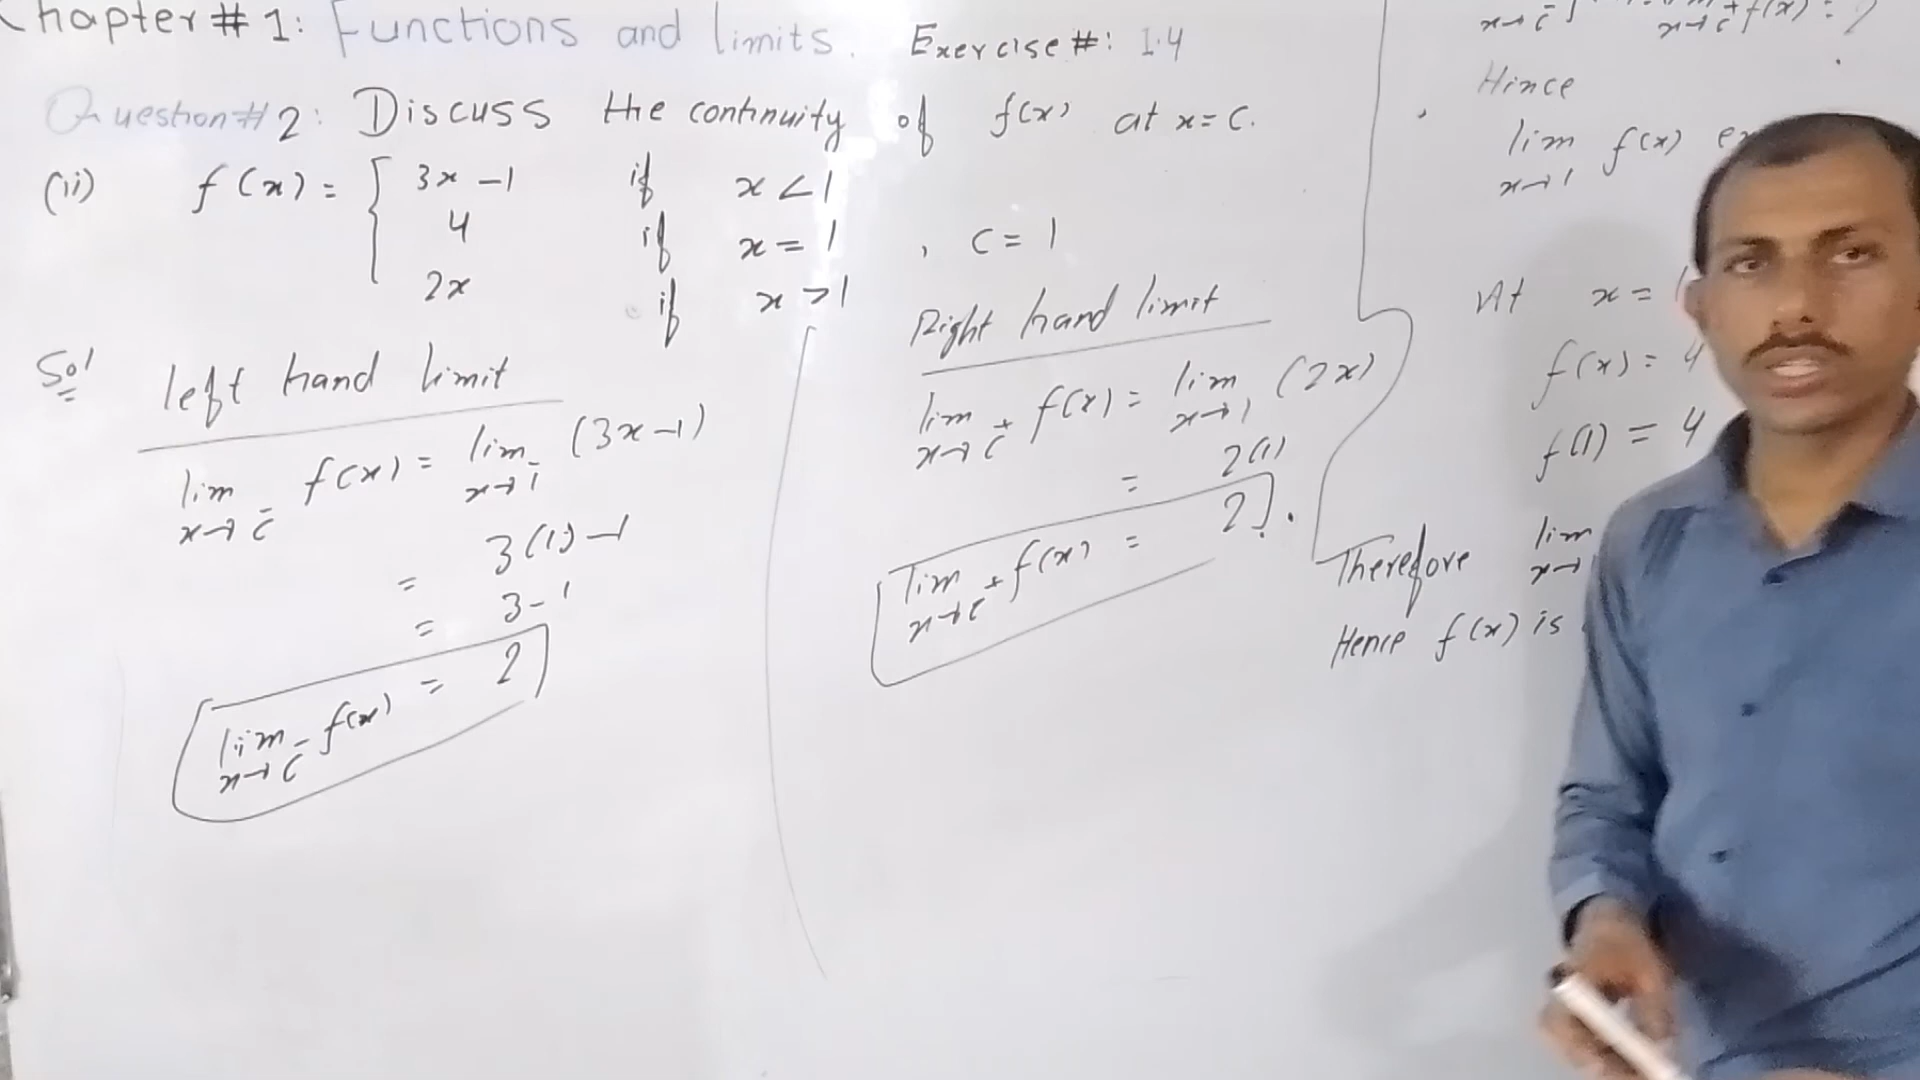 Chapter # 1: Functions and limits. Exercise #: 1.4
Question # 2: Discuss the continuity of f(x) at x = c.
(ii) f(x) = { 3x - 1 if x < 1
4 if x = 1 , c = 1
2x if x > 1
Sol
left hand limit
lim x→c⁻ f(x) = lim x→1⁻ (3x-1)
= 3(1) - 1
= 3 - 1
lim x→c⁻ f(x) = 2
Right hand limit
lim x→c⁺ f(x) = lim x→1 (2x)
= 2(1)
lim x→c⁺ f(x) = 2
x→c⁻ x→c⁺ f(x) = 2
Hince
lim x→1 f(x)
At x = 1
f(x) = 4
f(1) = 4
Therefore lim x→
Hence f(x) is